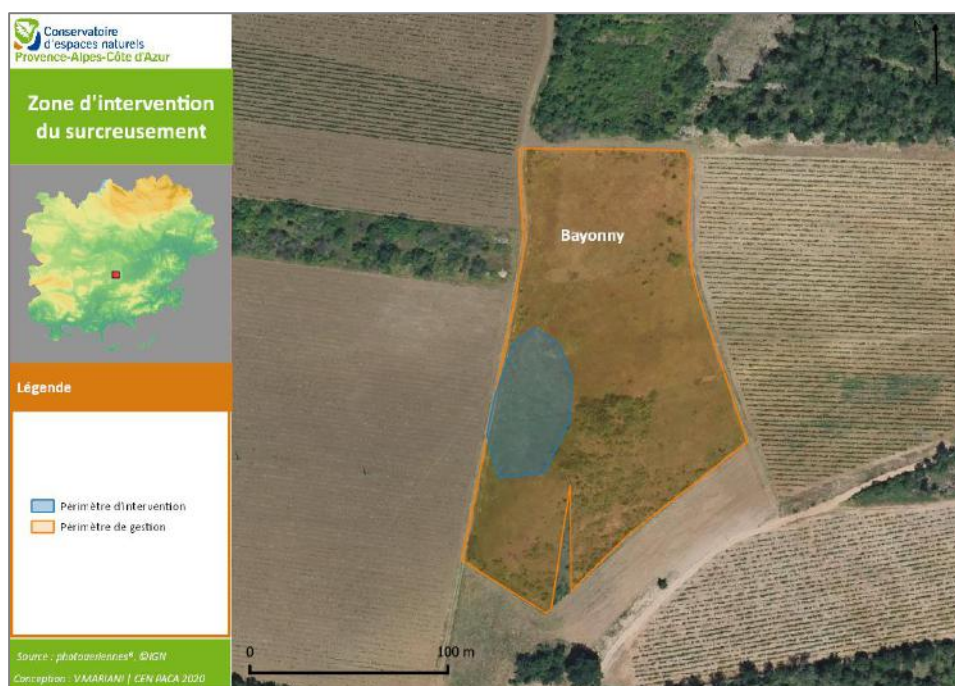 Conservatoire
d'espaces naturels
Provence-Alpes-Côte d'Azur
Zone d'intervention
du surcreusement
Légende
Périmètre d'intervention
Périmètre de gestion
Source : photoaeriennes®, ©IGN
Conception : V.MARIANI | CEN PACA 2020
Bayonny
0
100 m